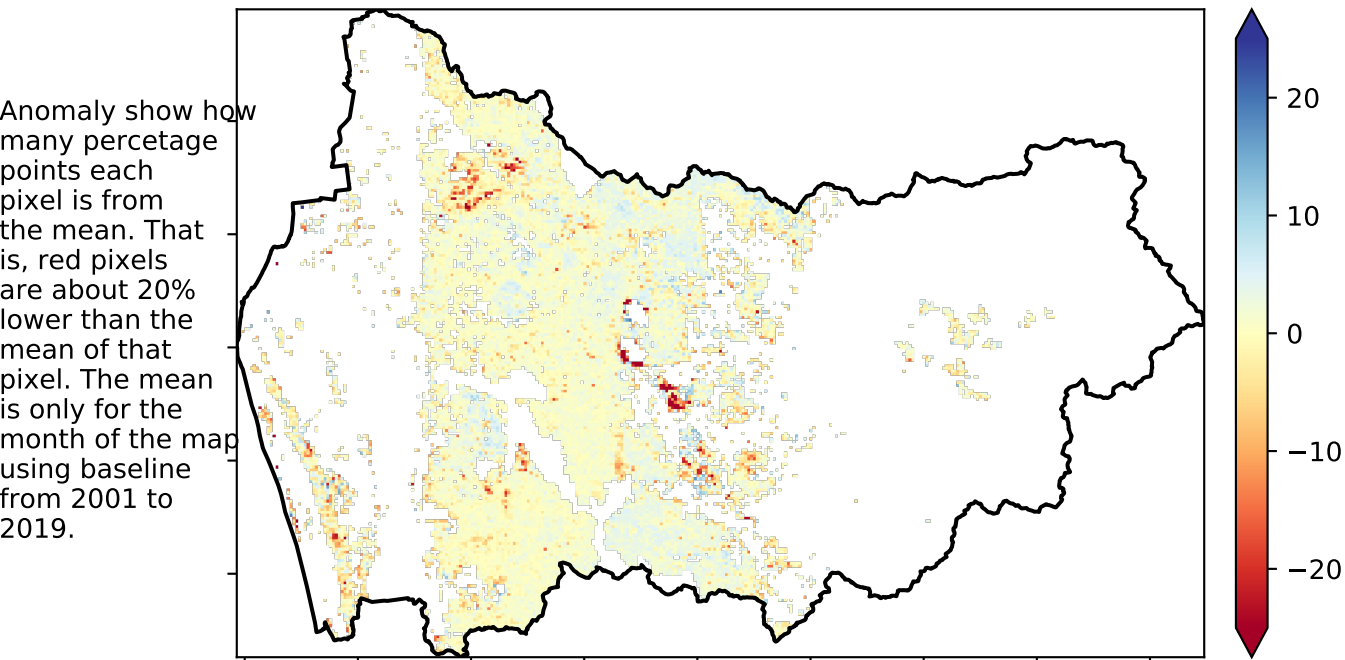 Anomaly show how
many percetage
points each
pixel is from
the mean. That
is, red pixels
are about 20%
lower than the
mean of that
pixel. The mean
is only for the
month of the map
using baseline
from 2001 to
2019.
20
10
0
−10
−20